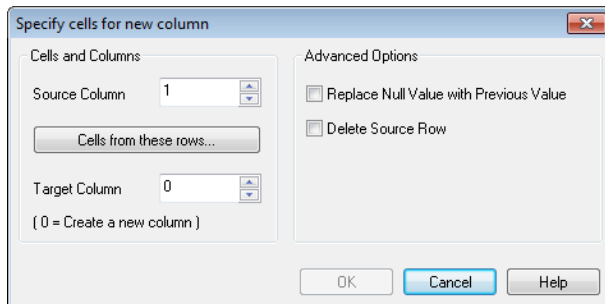 Specify cells for new column
Cells and Columns
Source Column 1
Cells from these rows...
Target Column 0
( 0 = Create a new column )
Advanced Options
Replace Null Value with Previous Value
Delete Source Row
OK Cancel Help